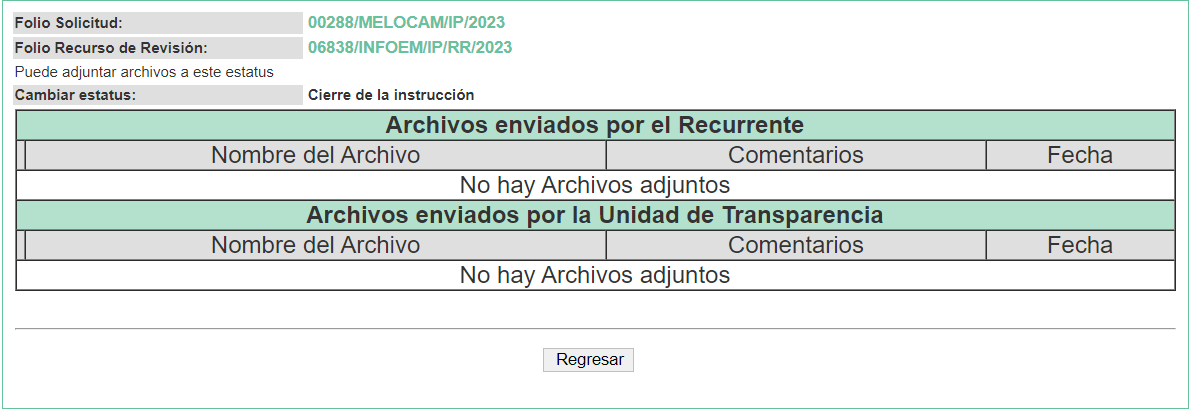 Folio Solicitud: 00288/MELOCAM/IP/2023
Folio Recurso de Revisión: 06838/INFOEM/IP/RR/2023
Puede adjuntar archivos a este estatus
Cambiar estatus: Cierre de la instrucción
Archivos enviados por el Recurrente
Nombre del Archivo Comentarios Fecha
No hay Archivos adjuntos
Archivos enviados por la Unidad de Transparencia
Nombre del Archivo Comentarios Fecha
No hay Archivos adjuntos
Regresar